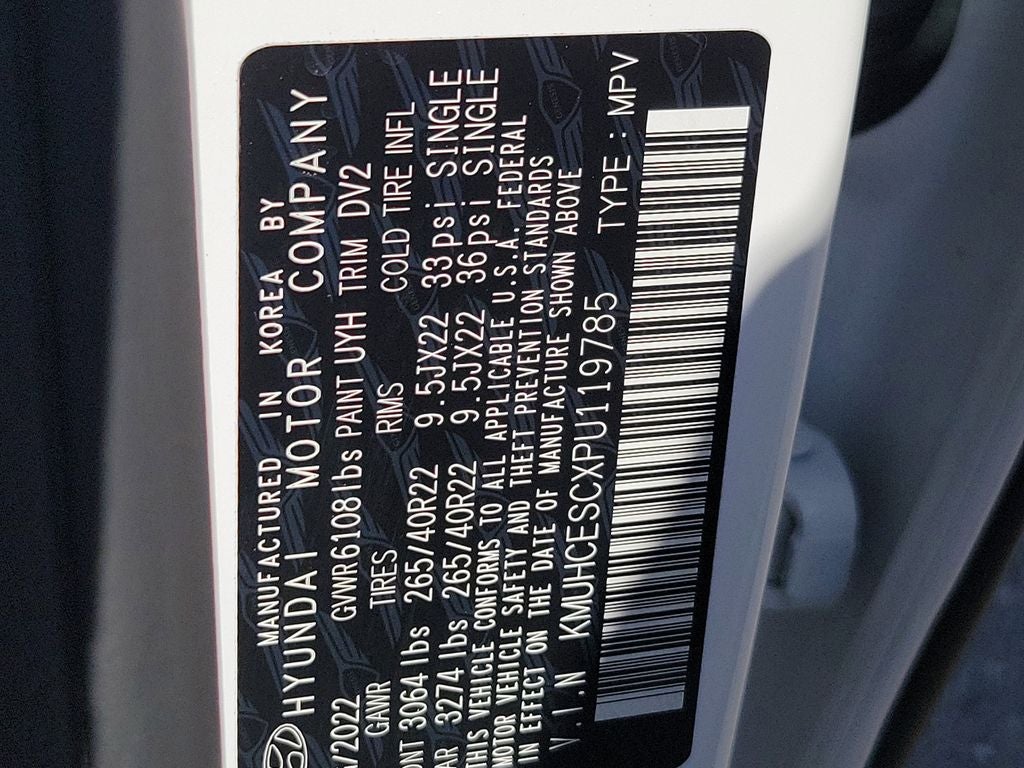 MANUFACTURED IN KOREA BY
HYUNDAI MOTOR COMPANY
/2022 GVWR6108lbs PAINT UYH TRIM DV2
GAWR TIRES RIMS COLD TIRE INFL
ONT 3064lbs 265/40R22 9.5JX22 33psi SINGLE
AR 3274lbs 265/40R22 9.5JX22 36psi SINGLE
THIS VEHICLE CONFORMS TO ALL APPLICABLE U.S.A. FEDERAL
MOTOR VEHICLE SAFETY AND THEFT PREVENTION STANDARDS
IN EFFECT ON THE DATE OF MANUFACTURE SHOWN ABOVE
V.I.N KMUHCESCXPU119785 TYPE : MPV